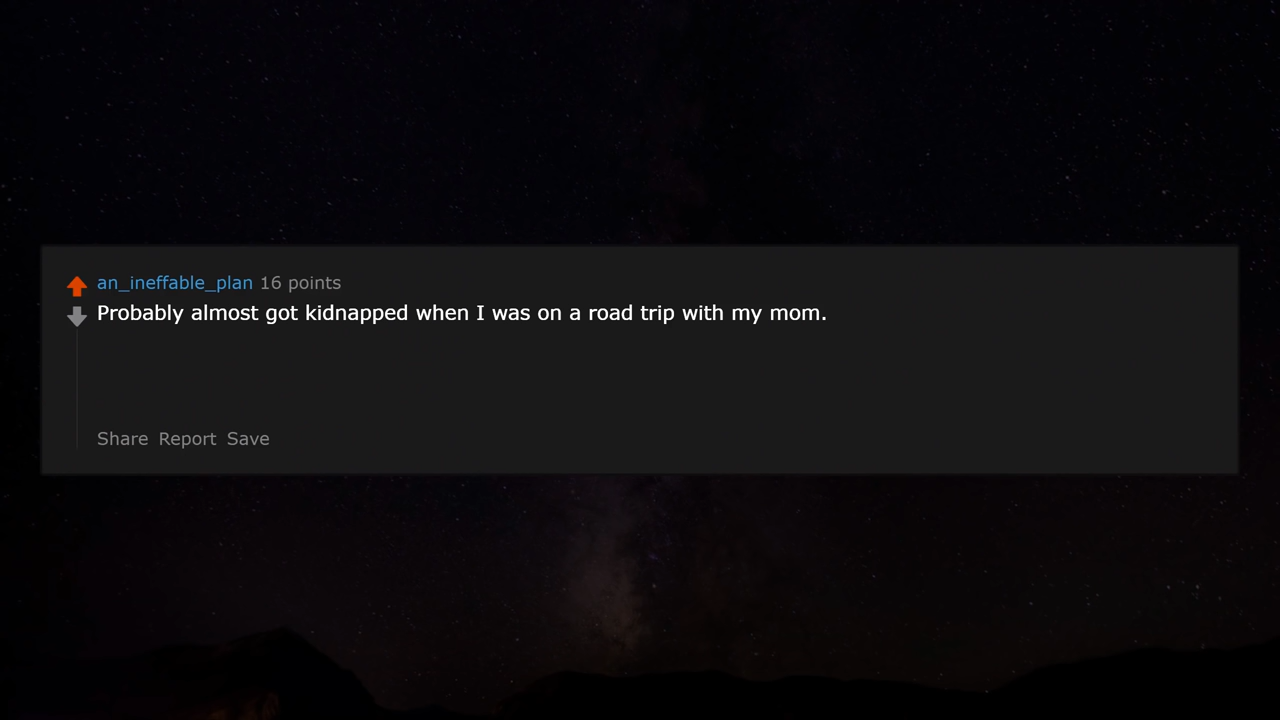 an_ineffable_plan 16 points
Probably almost got kidnapped when I was on a road trip with my mom.
Share Report Save